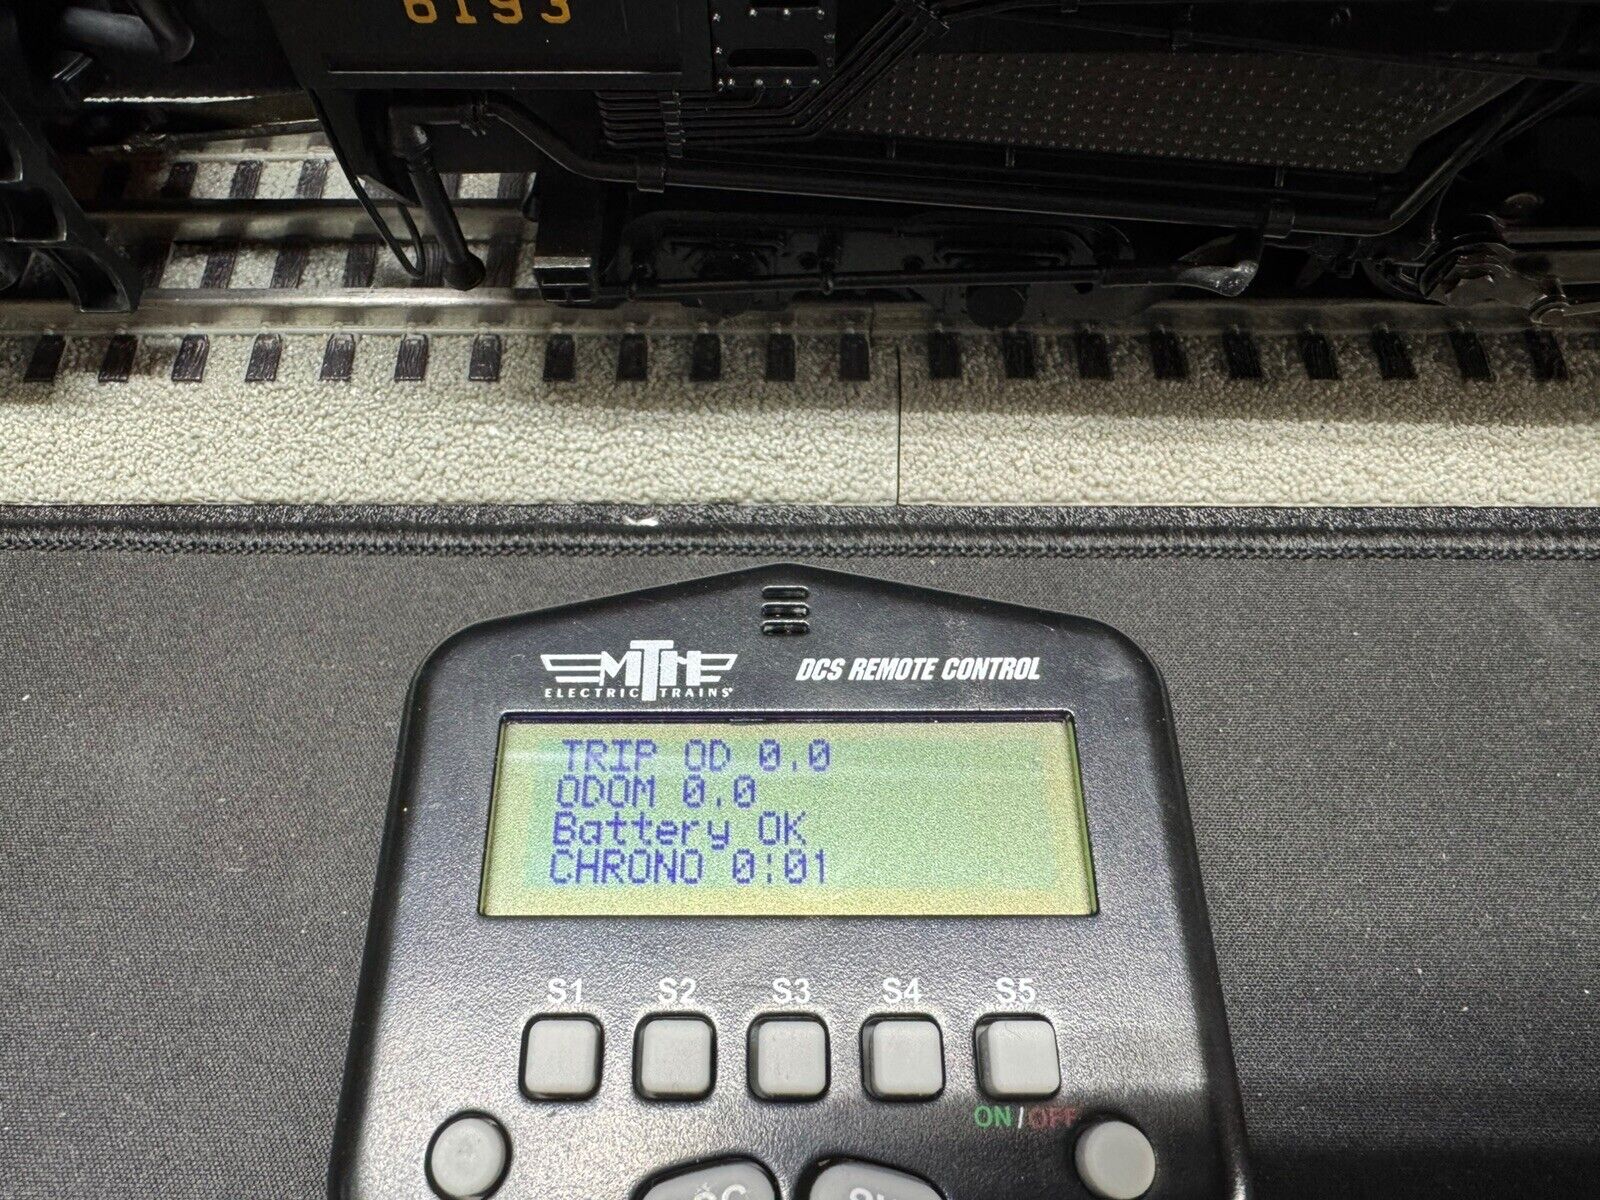 6193
MTH
ELECTRIC TRAINS
DCS REMOTE CONTROL
TRIP OD 0.0
ODOM 0.0
Battery OK
CHRONO 0:01
S1 S2 S3 S4 S5
ON/OFF